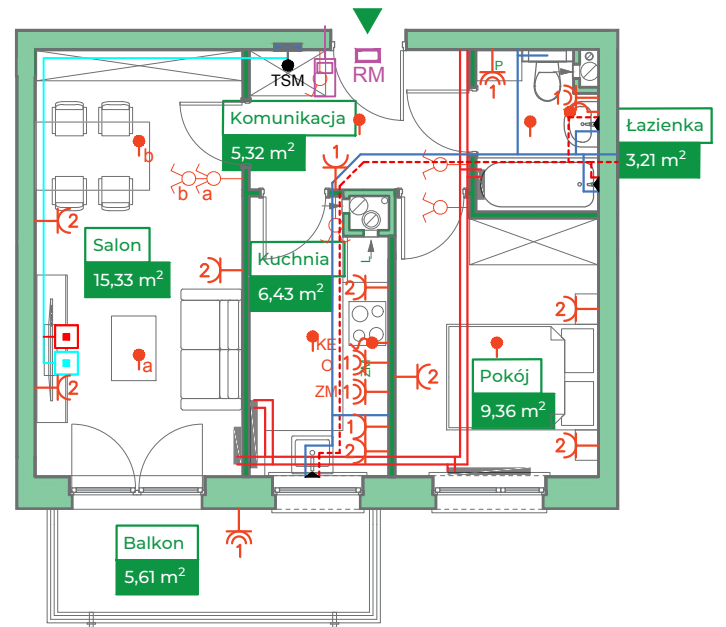 RM
TSM
Komunikacja
5,32 m²
P
1
1
Łazienka
3,21 m²
b
1
b a
2
Salon
15,33 m²
2
Kuchnia
6,43 m²
L
2
2
KE
1
C
ZM
1
a
2
2
Pokój
9,36 m²
1
2
2
1
Balkon
5,61 m²